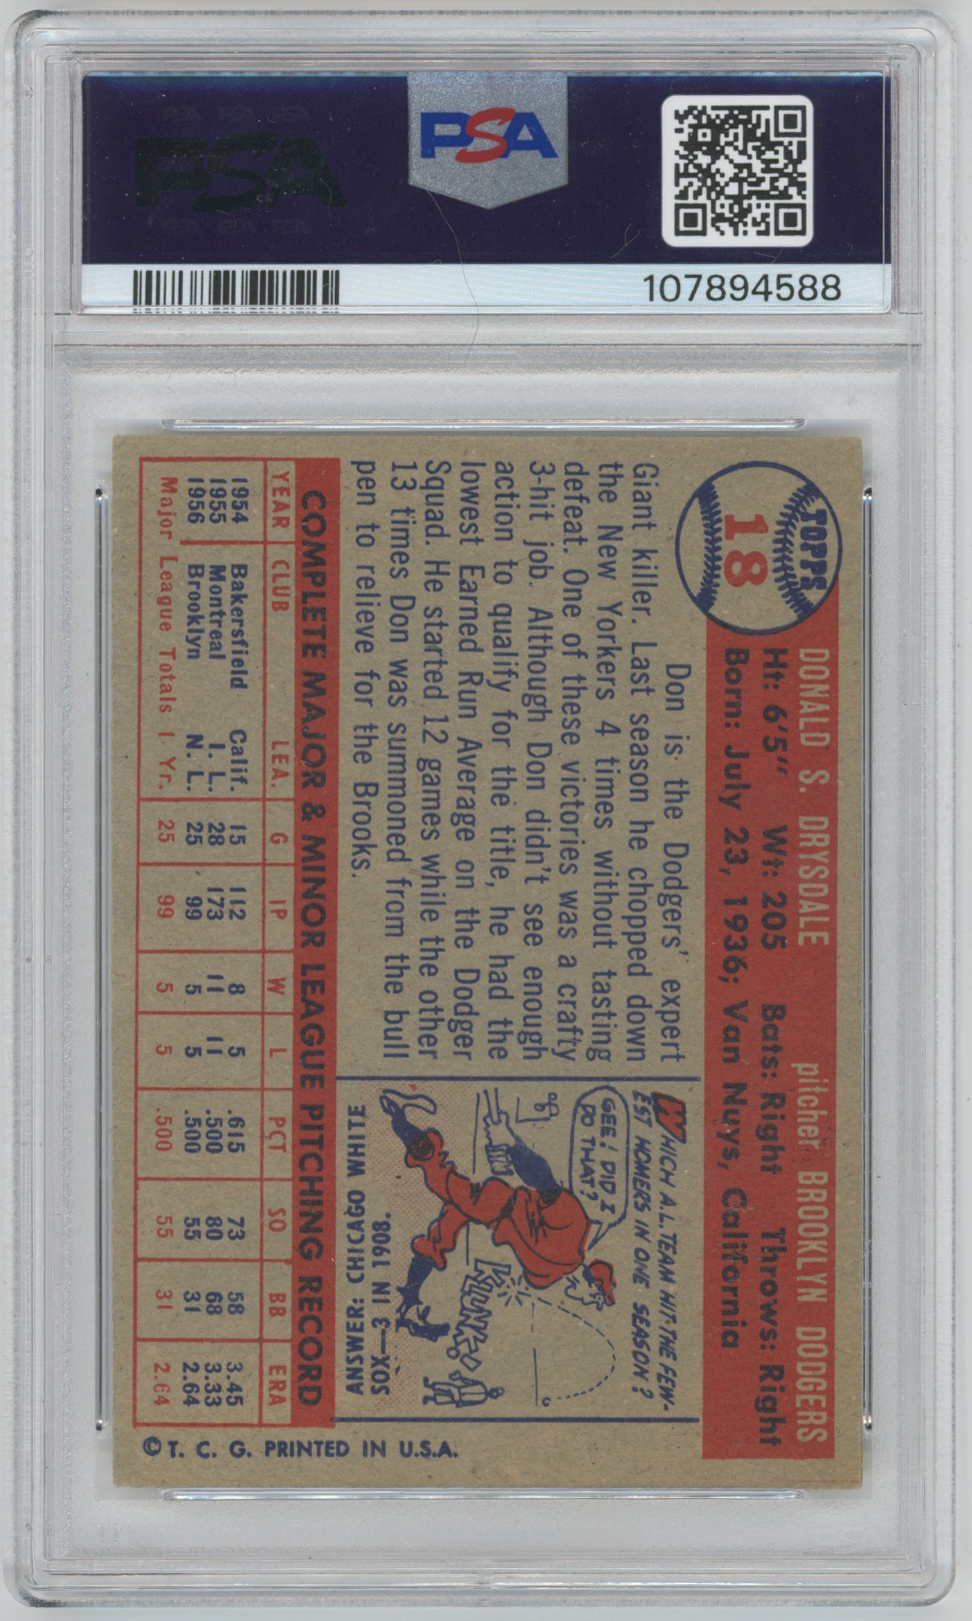 PSA
PSA
107894588
TOPPS
18
DONALD S. DRYSDALE pitcher BROOKLYN DODGERS
Ht: 6'5" Wt: 205 Bats: Right Throws: Right
Born: July 23, 1936; Van Nuys, California
Don is the Dodgers' expert
Giant killer. Last season he chopped down
the New Yorkers 4 times without tasting
defeat. One of these victories was a crafty
3-hit job. Although Don didn't see enough
action to qualify for the title, he had the
lowest Earned Run Average on the Dodger
Squad. He started 12 games while the other
13 times Don was summoned from the bull
pen to relieve for the Brooks.
WHICH A.L. TEAM HIT THE FEW-
EST HOMERS IN ONE SEASON?
GEE! DID I
DO THAT?
KLUNK!
ANSWER: CHICAGO WHITE
SOX—3 IN 1908.
COMPLETE MAJOR & MINOR LEAGUE PITCHING RECORD
YEAR CLUB LEA. G IP W L PCT SO BB ERA
1954 Bakersfield Calif. 15 112 8 5 .615 73 58 3.45
1955 Montreal I. L. 28 173 11 11 .500 80 68 3.33
1956 Brooklyn N. L. 25 99 5 5 .500 55 31 2.64
Major League Totals 1 Yr. 25 99 5 5 .500 55 31 2.64
© T. C. G. PRINTED IN U.S.A.